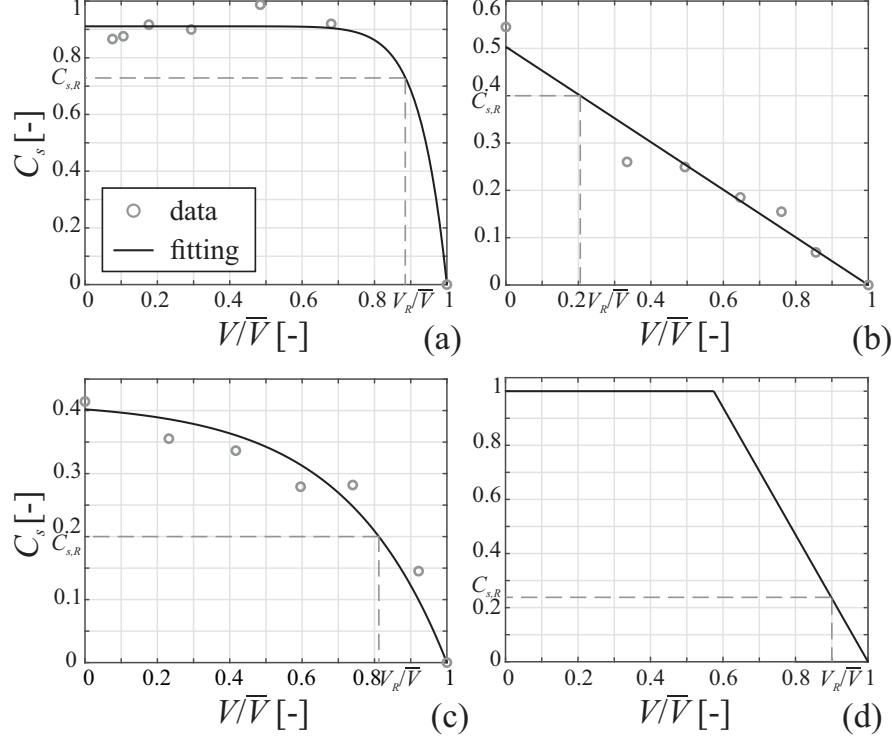 1
0.8
C_{s,R}
0.6
0.4
0.2
0
C_s [-]
data
fitting
0 0.2 0.4 0.6 0.8 V_R/V̅ 1
V/V̅ [-]
(a)
0.6
0.5
0.4
C_{s,R}
0.3
0.2
0.1
0
0 0.2 V_R/V̅ 0.4 0.6 0.8 1
V/V̅ [-]
(b)
0.4
0.3
0.2
C_{s,R}
0.1
0
C_s [-]
0 0.2 0.4 0.6 0.8 V_R/V̅ 1
V/V̅ [-]
(c)
1
0.8
0.6
0.4
C_{s,R}
0.2
0
0 0.2 0.4 0.6 0.8 V_R/V̅ 1
V/V̅ [-]
(d)